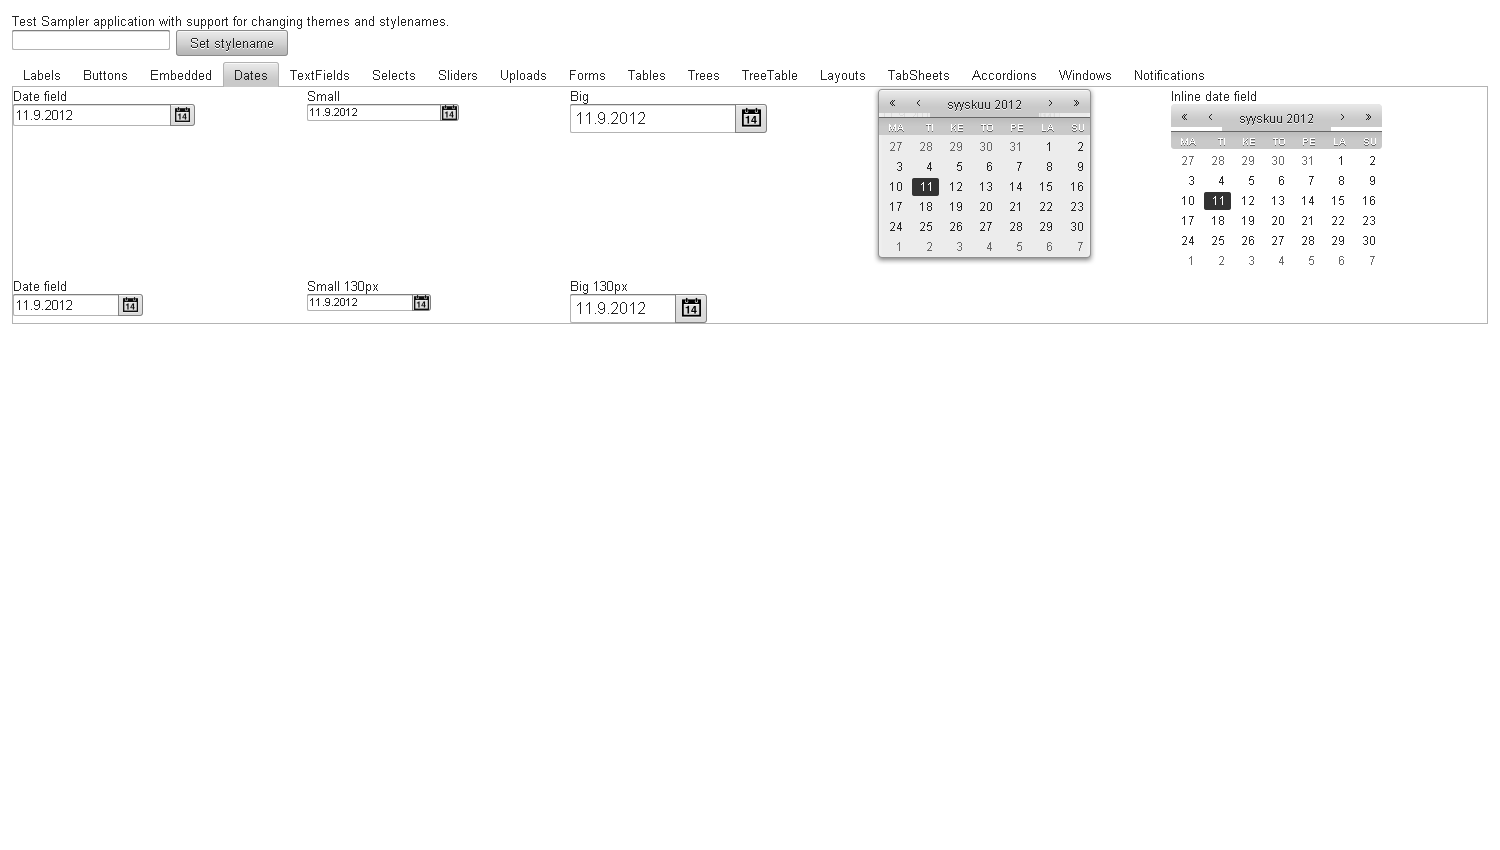 Test Sampler application with support for changing themes and stylenames.
Set stylename
Labels Buttons Embedded Dates TextFields Selects Sliders Uploads Forms Tables Trees TreeTable Layouts TabSheets Accordions Windows Notifications
Date field
11.9.2012 14
Small
11.9.2012 14
Big
11.9.2012 14
« ‹ syyskuu 2012 › »
MA TI KE TO PE LA SU
27 28 29 30 31 1 2
3 4 5 6 7 8 9
10 11 12 13 14 15 16
17 18 19 20 21 22 23
24 25 26 27 28 29 30
1 2 3 4 5 6 7
Inline date field
« ‹ syyskuu 2012 › »
MA TI KE TO PE LA SU
27 28 29 30 31 1 2
3 4 5 6 7 8 9
10 11 12 13 14 15 16
17 18 19 20 21 22 23
24 25 26 27 28 29 30
1 2 3 4 5 6 7
Date field
11.9.2012 14
Small 130px
11.9.2012 14
Big 130px
11.9.2012 14